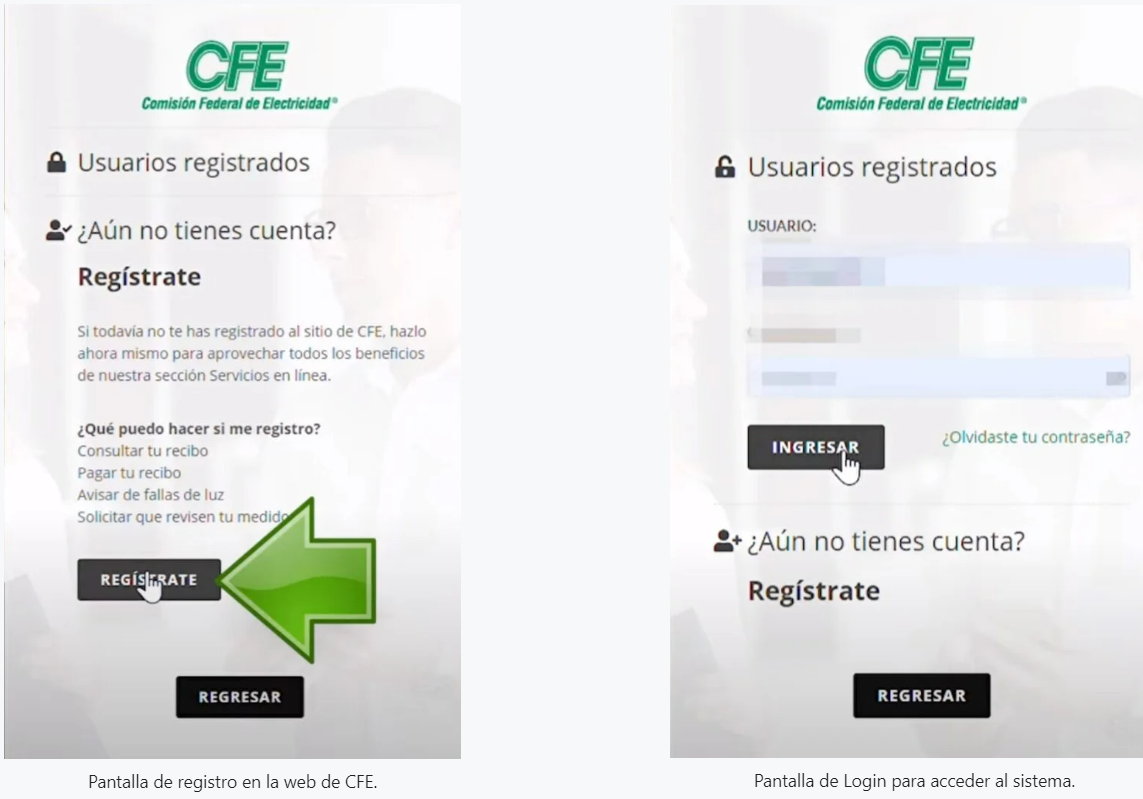 CFE
Comisión Federal de Electricidad®
Usuarios registrados
¿Aún no tienes cuenta?
Regístrate
Si todavía no te has registrado al sitio de CFE, hazlo
ahora mismo para aprovechar todos los beneficios
de nuestra sección Servicios en línea.
¿Qué puedo hacer si me registro?
Consultar tu recibo
Pagar tu recibo
Avisar de fallas de luz
Solicitar que revisen tu medido
REGÍSTRATE
REGRESAR
Pantalla de registro en la web de CFE.
CFE
Comisión Federal de Electricidad®
Usuarios registrados
USUARIO:
INGRESAR
¿Olvidaste tu contraseña?
¿Aún no tienes cuenta?
Regístrate
REGRESAR
Pantalla de Login para acceder al sistema.